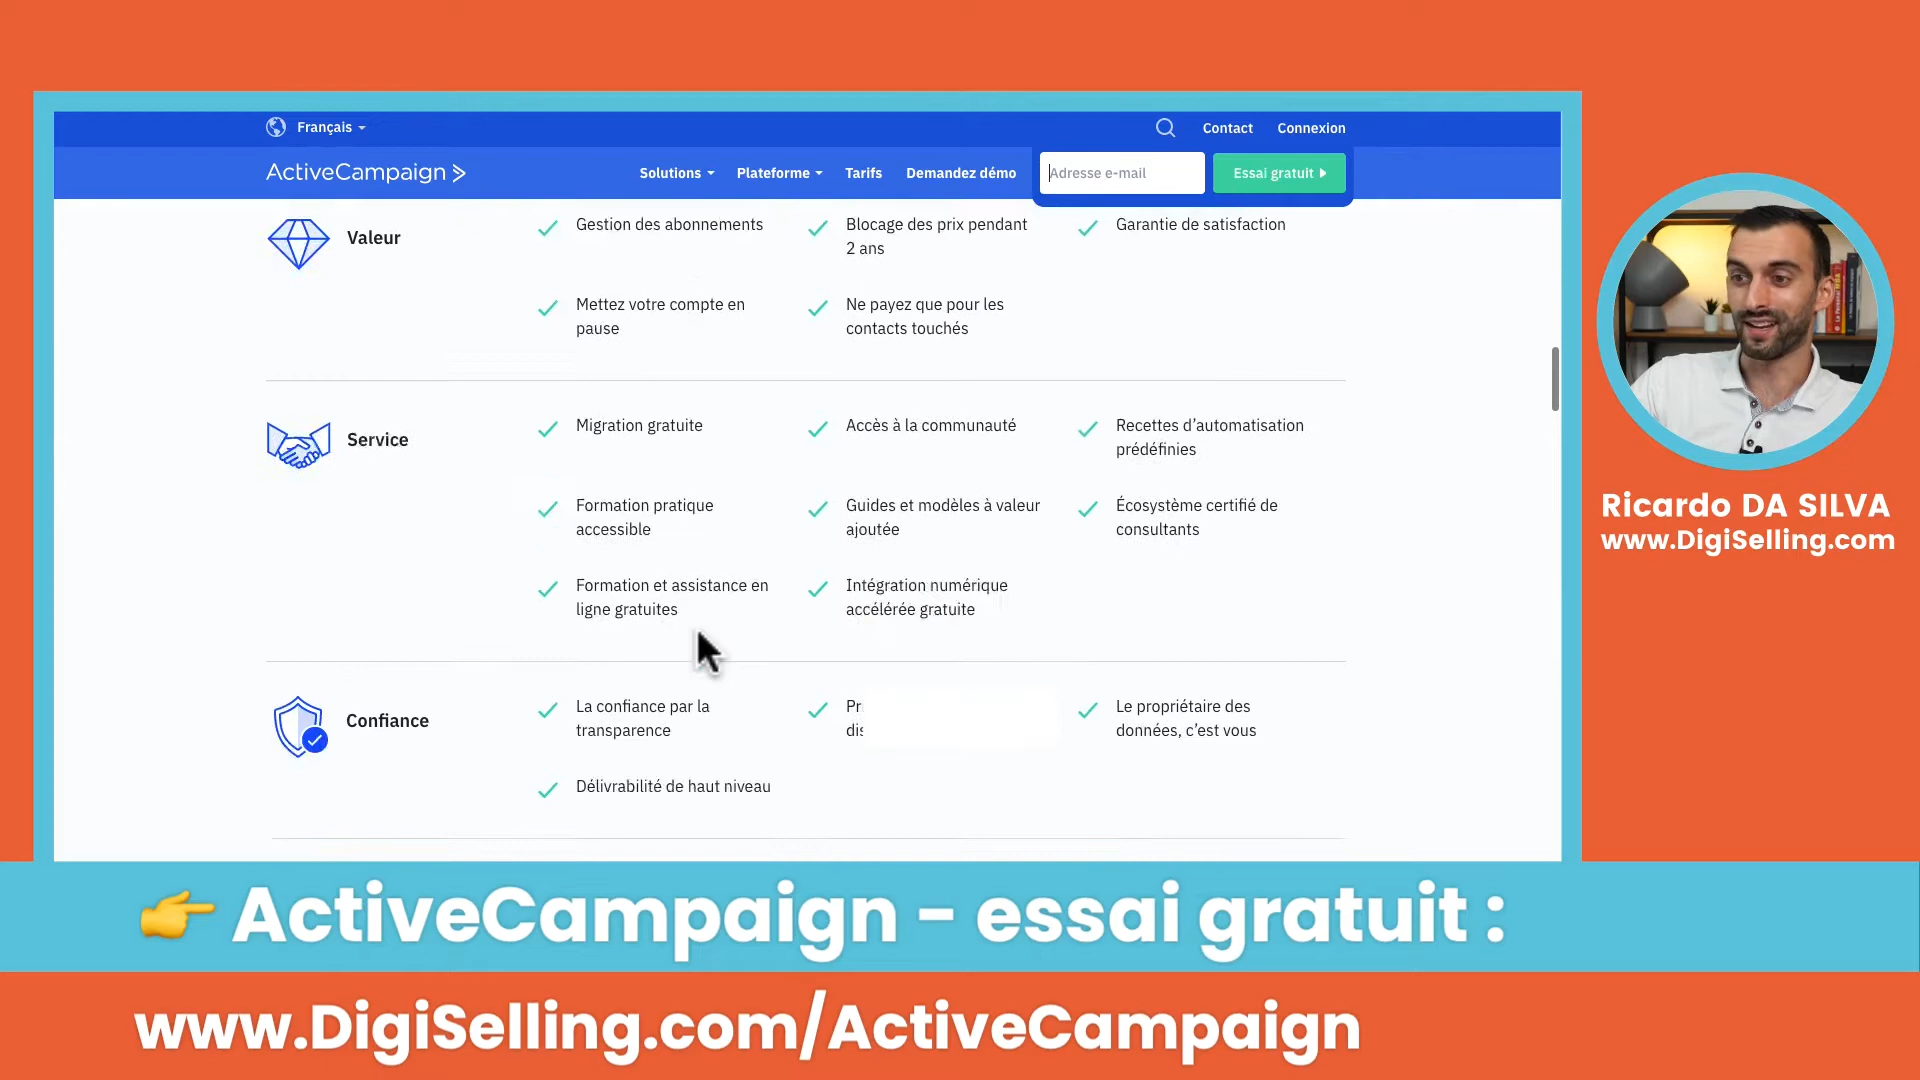 Français
Contact
Connexion
ActiveCampaign >
Solutions
Plateforme
Tarifs
Demandez démo
Adresse e-mail
Essai gratuit
Valeur
Gestion des abonnements
Blocage des prix pendant
2 ans
Garantie de satisfaction
Mettez votre compte en
pause
Ne payez que pour les
contacts touchés
Service
Migration gratuite
Accès à la communauté
Recettes d’automatisation
prédéfinies
Formation pratique
accessible
Guides et modèles à valeur
ajoutée
Écosystème certifié de
consultants
Formation et assistance en
ligne gratuites
Intégration numérique
accélérée gratuite
Confiance
La confiance par la
transparence
Le propriétaire des
données, c’est vous
Délivrabilité de haut niveau
Ricardo DA SILVA
www.DigiSelling.com
👉 ActiveCampaign - essai gratuit :
www.DigiSelling.com/ActiveCampaign